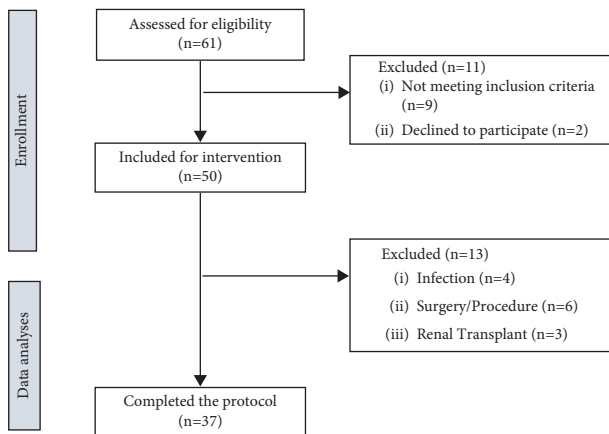 Enrollment
Assessed for eligibility
(n=61)
Excluded (n=11)
(i) Not meeting inclusion criteria
(n=9)
(ii) Declined to participate (n=2)
Included for intervention
(n=50)
Data analyses
Excluded (n=13)
(i) Infection (n=4)
(ii) Surgery/Procedure (n=6)
(iii) Renal Transplant (n=3)
Completed the protocol
(n=37)